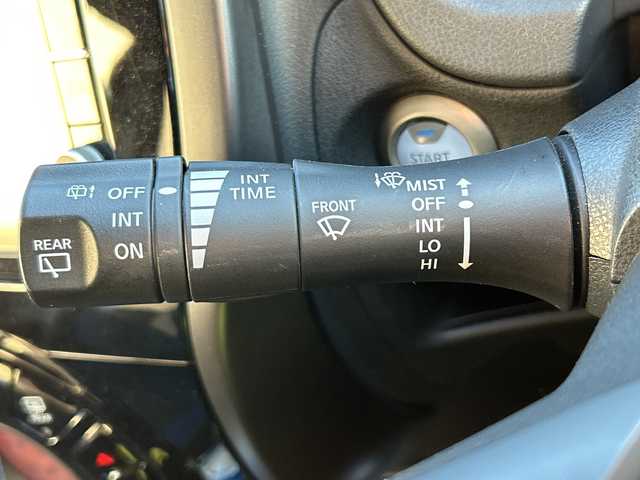 OFF
INT
ON
REAR
INT
TIME
FRONT
MIST
OFF
INT
LO
HI
START